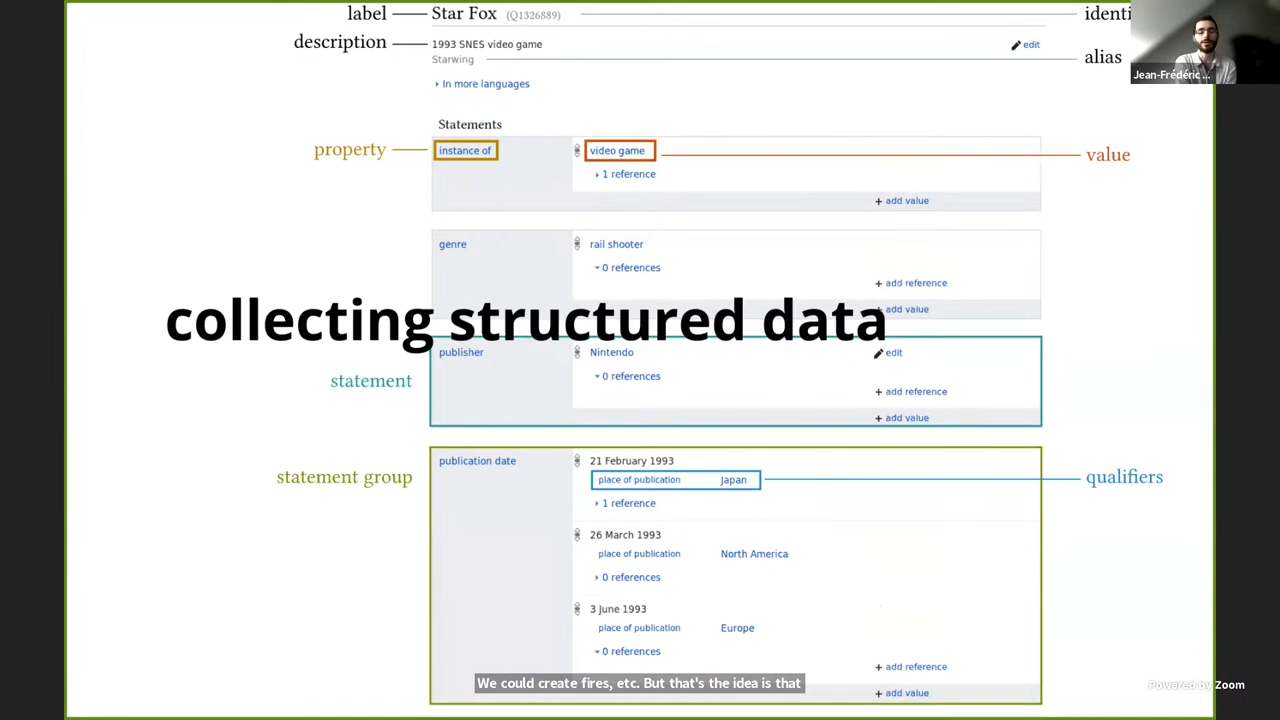 label
Star Fox (Q1326889)
identi
description
1993 SNES video game
edit
Starwing
alias
Jean-Frédéric ...
In more languages
Statements
property
instance of
video game
value
1 reference
+ add value
genre
rail shooter
0 references
+ add reference
+ add value
collecting structured data
publisher
Nintendo
edit
statement
0 references
+ add reference
+ add value
publication date
21 February 1993
statement group
place of publication Japan
qualifiers
1 reference
26 March 1993
place of publication North America
0 references
3 June 1993
place of publication Europe
0 references
+ add reference
We could create fires, etc. But that's the idea is that
Powered by Zoom
+ add value